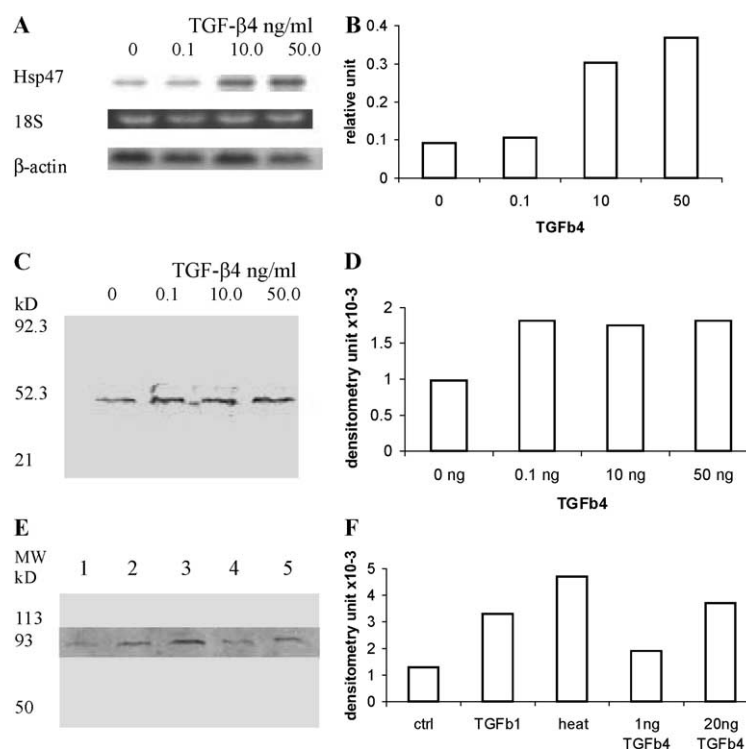 A
TGF-β4 ng/ml
0 0.1 10.0 50.0
Hsp47
18S
β-actin
B
relative unit
0.4
0.3
0.2
0.1
0
0 0.1 10 50
TGFb4
C
TGF-β4 ng/ml
0 0.1 10.0 50.0
kD
92.3
52.3
21
D
densitometry unit x10-3
2
1.5
1
0.5
0
0 ng 0.1 ng 10 ng 50 ng
TGFb4
E
MW
kD
1 2 3 4 5
113
93
50
F
densitometry unit x10-3
5
4
3
2
1
0
ctrl TGFb1 heat 1ng 20ng
TGFb4 TGFb4